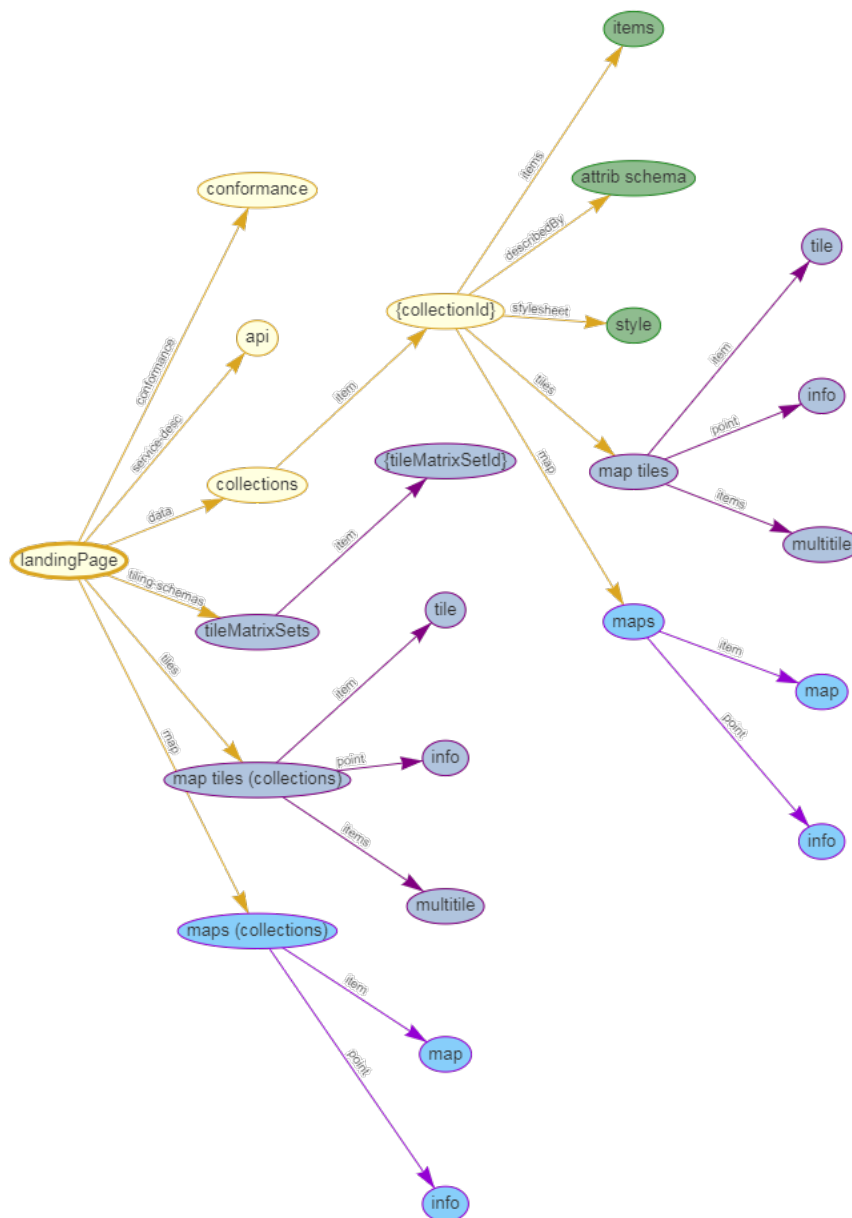 items
items
conformance
attrib schema
describedBy
tile
{collectionId}
stylesheet
style
api
conformance
service-desc
item
item
tiles
info
point
map
{tileMatrixSetId}
map tiles
collections
items
data
multitile
item
landingPage
tiling-schemas
tileMatrixSets
tile
maps
item
tiles
item
map
map
point
info
point
map tiles (collections)
info
items
multitile
maps (collections)
item
map
point
info